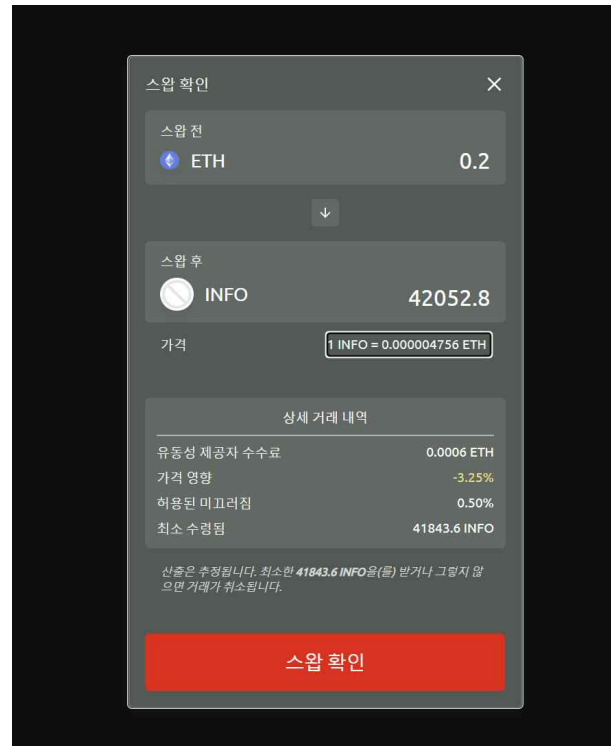 스왑 확인
스왑 전
ETH 0.2
스왑 후
INFO 42052.8
가격 1 INFO = 0.000004756 ETH
상세 거래 내역
유동성 제공자 수수료 0.0006 ETH
가격 영향 -3.25%
허용된 미끄러짐 0.50%
최소 수령됨 41843.6 INFO
산출은 추정됩니다. 최소한 41843.6 INFO을(를) 받거나 그렇지 않
으면 거래가 취소됩니다.
스왑 확인